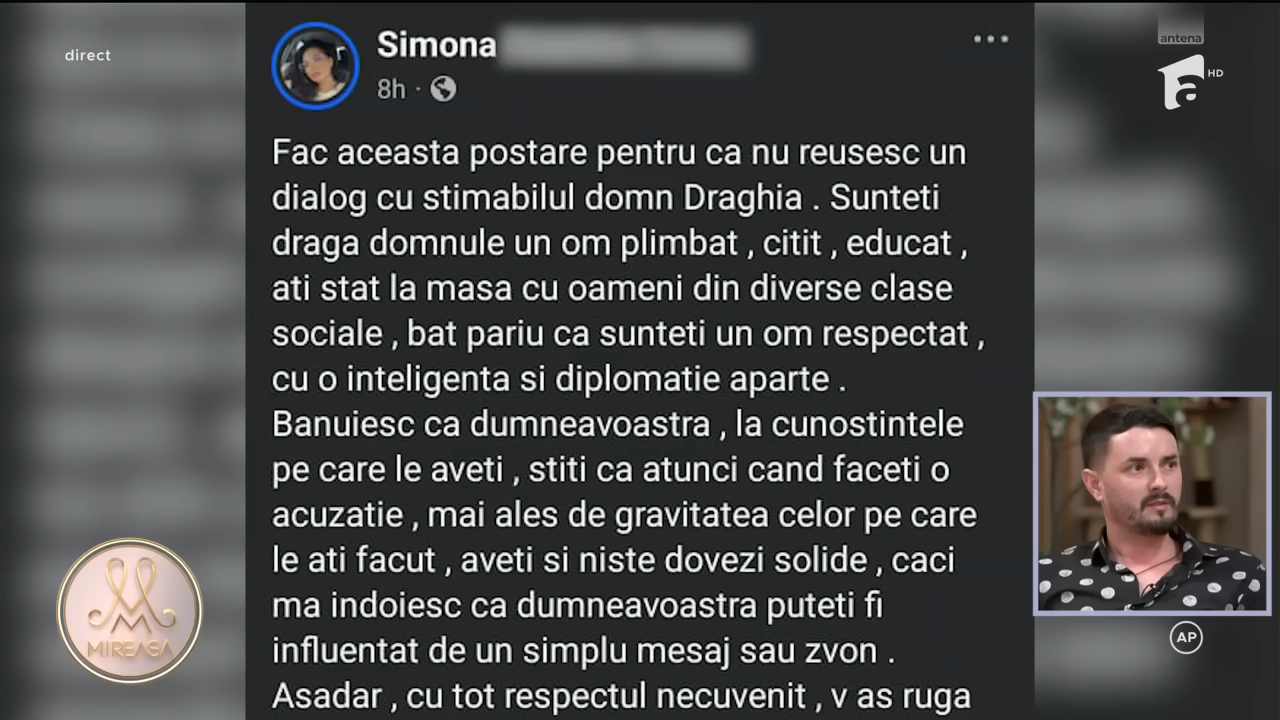 direct
antena
HD
Simona
8h ·
Fac aceasta postare pentru ca nu reusesc un
dialog cu stimabilul domn Draghia . Sunteti
draga domnule un om plimbat , citit , educat ,
ati stat la masa cu oameni din diverse clase
sociale , bat pariu ca sunteti un om respectat ,
cu o inteligenta si diplomatie aparte .
Banuiesc ca dumneavoastra , la cunostintele
pe care le aveti , stiti ca atunci cand faceti o
acuzatie , mai ales de gravitatea celor pe care
le ati facut , aveti si niste dovezi solide , caci
ma indoiesc ca dumneavoastra puteti fi
influentat de un simplu mesaj sau zvon .
Asadar , cu tot respectul necuvenit , v as ruga
MIREASA
AP